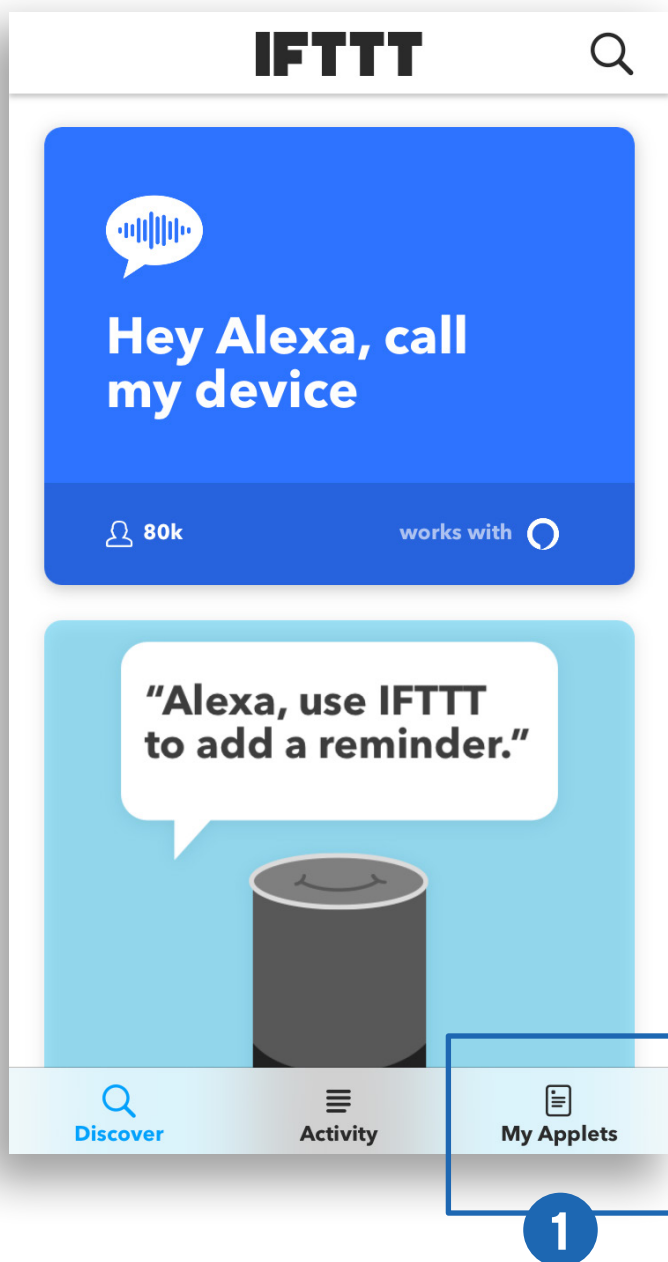 IFTTT
Hey Alexa, call
my device
80k
works with
“Alexa, use IFTTT
to add a reminder.”
Discover
Activity
My Applets
1